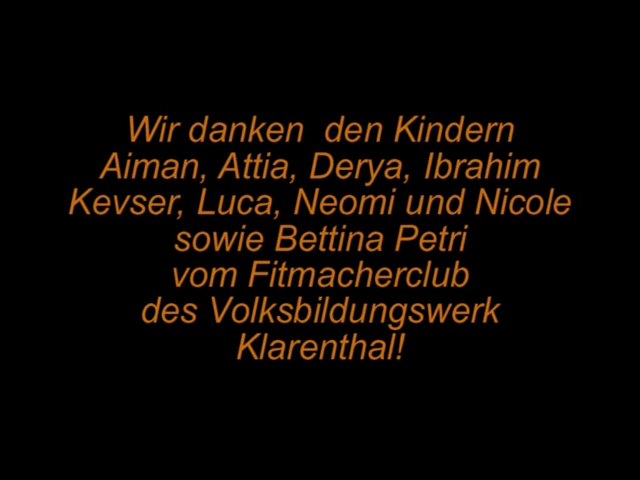 Wir danken  den Kindern
Aiman, Attia, Derya, Ibrahim
Kevser, Luca, Neomi und Nicole
sowie Bettina Petri
vom Fitmacherclub
des Volksbildungswerk
Klarenthal!